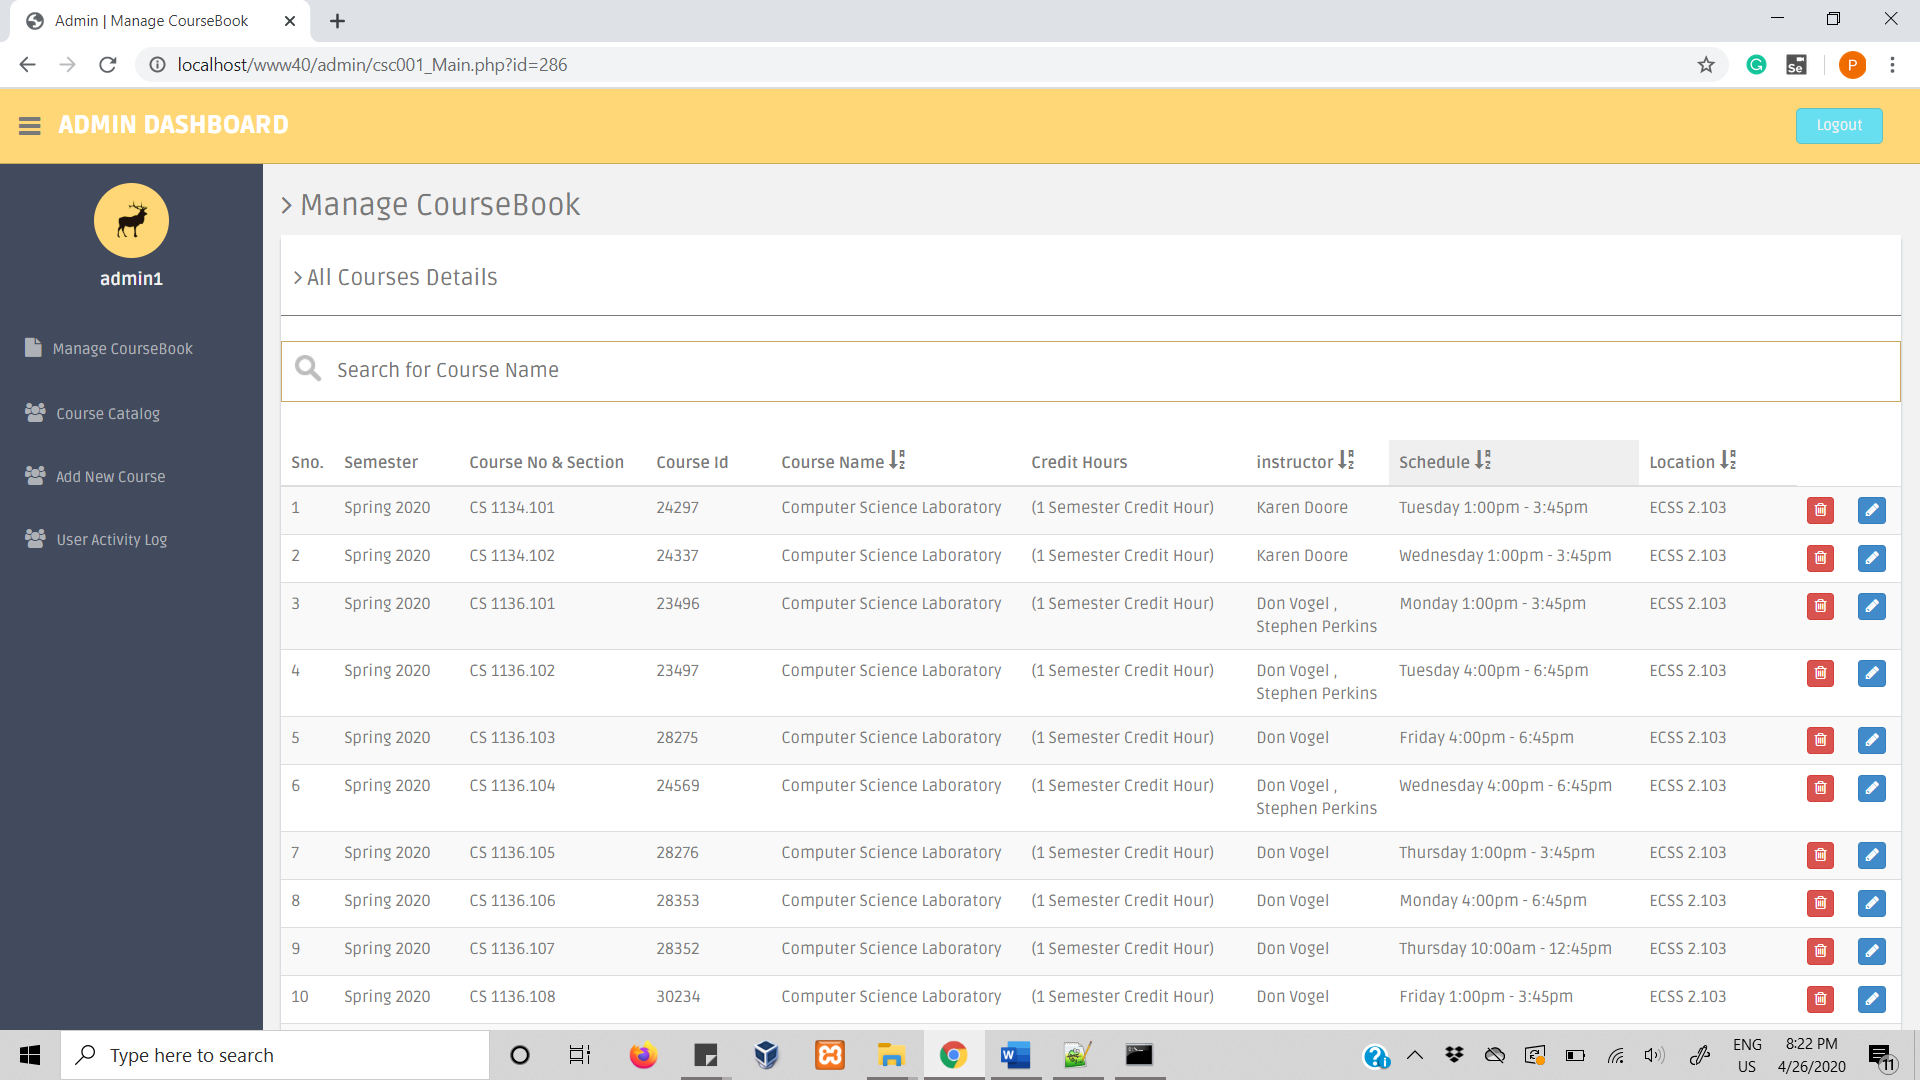 Admin | Manage CourseBook
localhost/www40/admin/csc001_Main.php?id=286
P
ADMIN DASHBOARD
Logout
admin1
Manage CourseBook
Course Catalog
Add New Course
User Activity Log
> Manage CourseBook
> All Courses Details
Search for Course Name
Sno. Semester Course No & Section Course Id Course Name Credit Hours instructor Schedule Location
1 Spring 2020 CS 1134.101 24297 Computer Science Laboratory (1 Semester Credit Hour) Karen Doore Tuesday 1:00pm - 3:45pm ECSS 2.103
2 Spring 2020 CS 1134.102 24337 Computer Science Laboratory (1 Semester Credit Hour) Karen Doore Wednesday 1:00pm - 3:45pm ECSS 2.103
3 Spring 2020 CS 1136.101 23496 Computer Science Laboratory (1 Semester Credit Hour) Don Vogel , Monday 1:00pm - 3:45pm ECSS 2.103
Stephen Perkins
4 Spring 2020 CS 1136.102 23497 Computer Science Laboratory (1 Semester Credit Hour) Don Vogel , Tuesday 4:00pm - 6:45pm ECSS 2.103
Stephen Perkins
5 Spring 2020 CS 1136.103 28275 Computer Science Laboratory (1 Semester Credit Hour) Don Vogel Friday 4:00pm - 6:45pm ECSS 2.103
6 Spring 2020 CS 1136.104 24569 Computer Science Laboratory (1 Semester Credit Hour) Don Vogel , Wednesday 4:00pm - 6:45pm ECSS 2.103
Stephen Perkins
7 Spring 2020 CS 1136.105 28276 Computer Science Laboratory (1 Semester Credit Hour) Don Vogel Thursday 1:00pm - 3:45pm ECSS 2.103
8 Spring 2020 CS 1136.106 28353 Computer Science Laboratory (1 Semester Credit Hour) Don Vogel Monday 4:00pm - 6:45pm ECSS 2.103
9 Spring 2020 CS 1136.107 28352 Computer Science Laboratory (1 Semester Credit Hour) Don Vogel Thursday 10:00am - 12:45pm ECSS 2.103
10 Spring 2020 CS 1136.108 30234 Computer Science Laboratory (1 Semester Credit Hour) Don Vogel Friday 1:00pm - 3:45pm ECSS 2.103
Type here to search
ENG
US
8:22 PM
4/26/2020
11